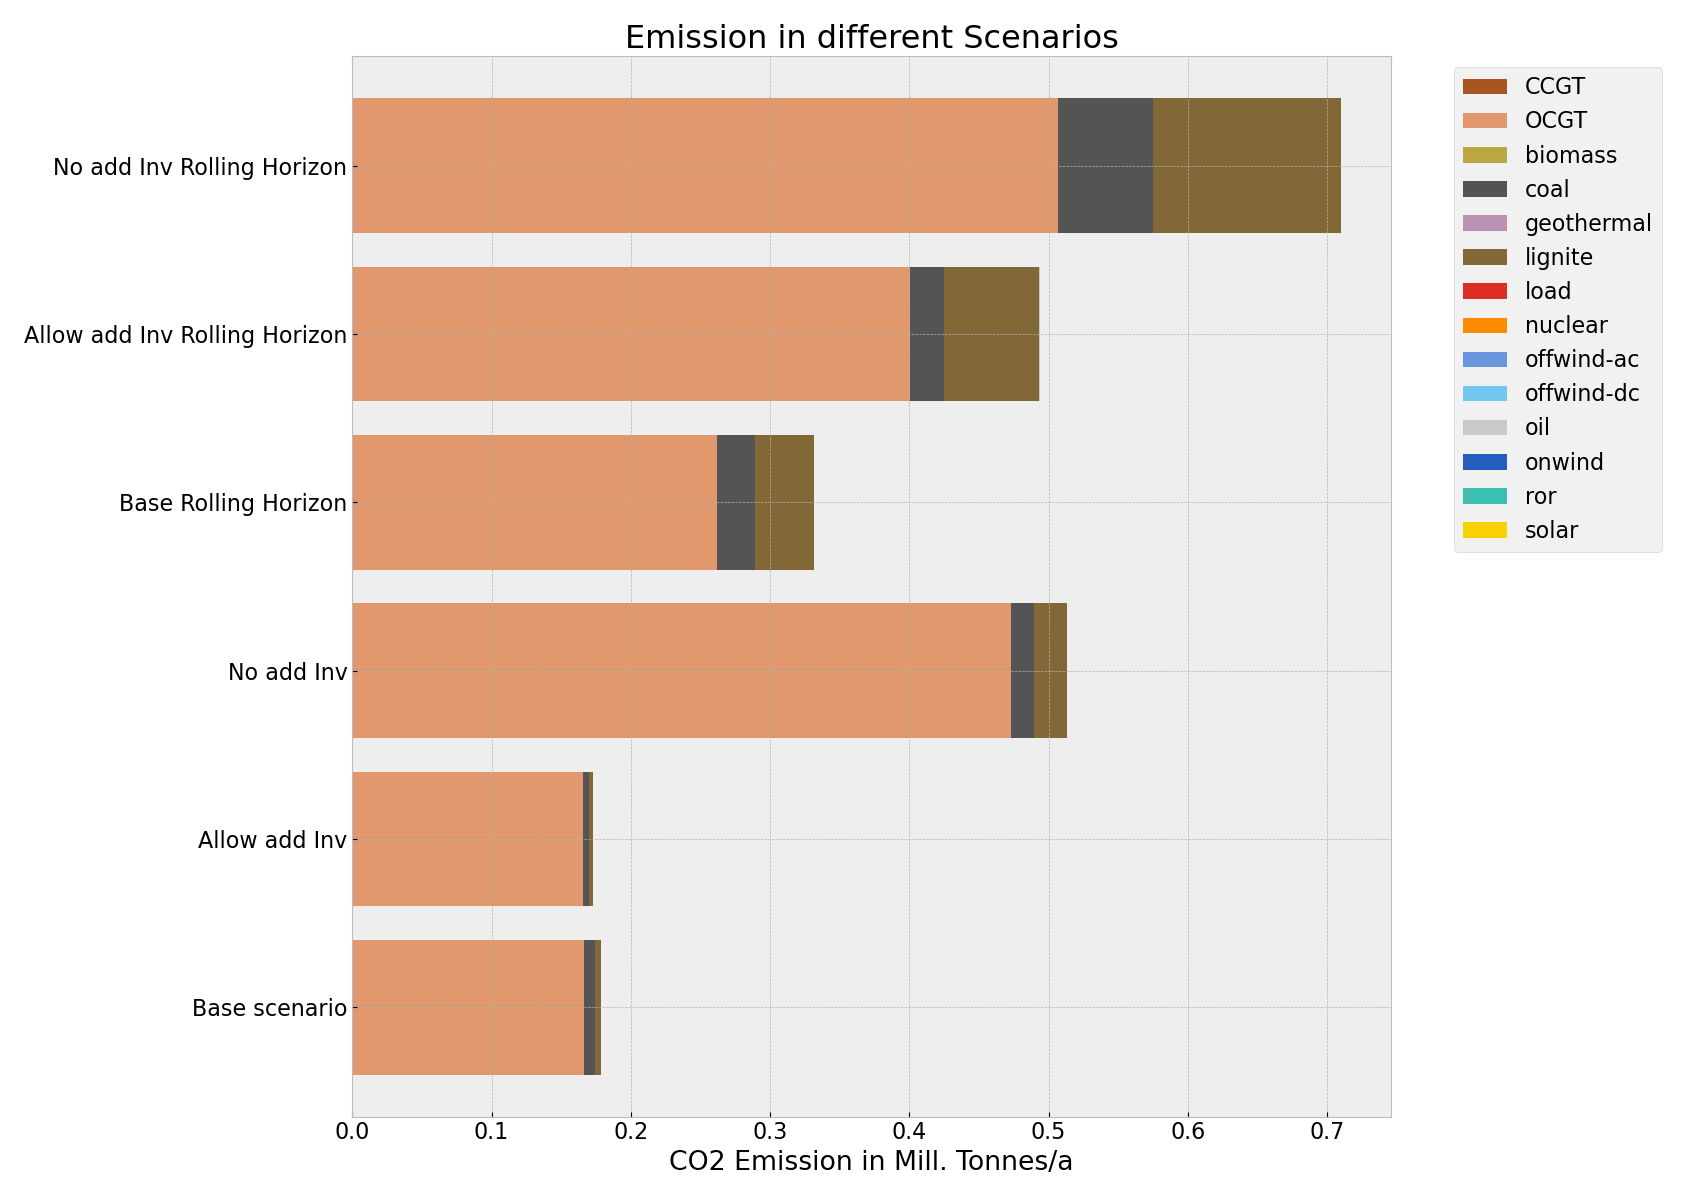 Emission in different Scenarios
No add Inv Rolling Horizon
Allow add Inv Rolling Horizon
Base Rolling Horizon
No add Inv
Allow add Inv
Base scenario
0.0 0.1 0.2 0.3 0.4 0.5 0.6 0.7
CO2 Emission in Mill. Tonnes/a
CCGT
OCGT
biomass
coal
geothermal
lignite
load
nuclear
offwind-ac
offwind-dc
oil
onwind
ror
solar